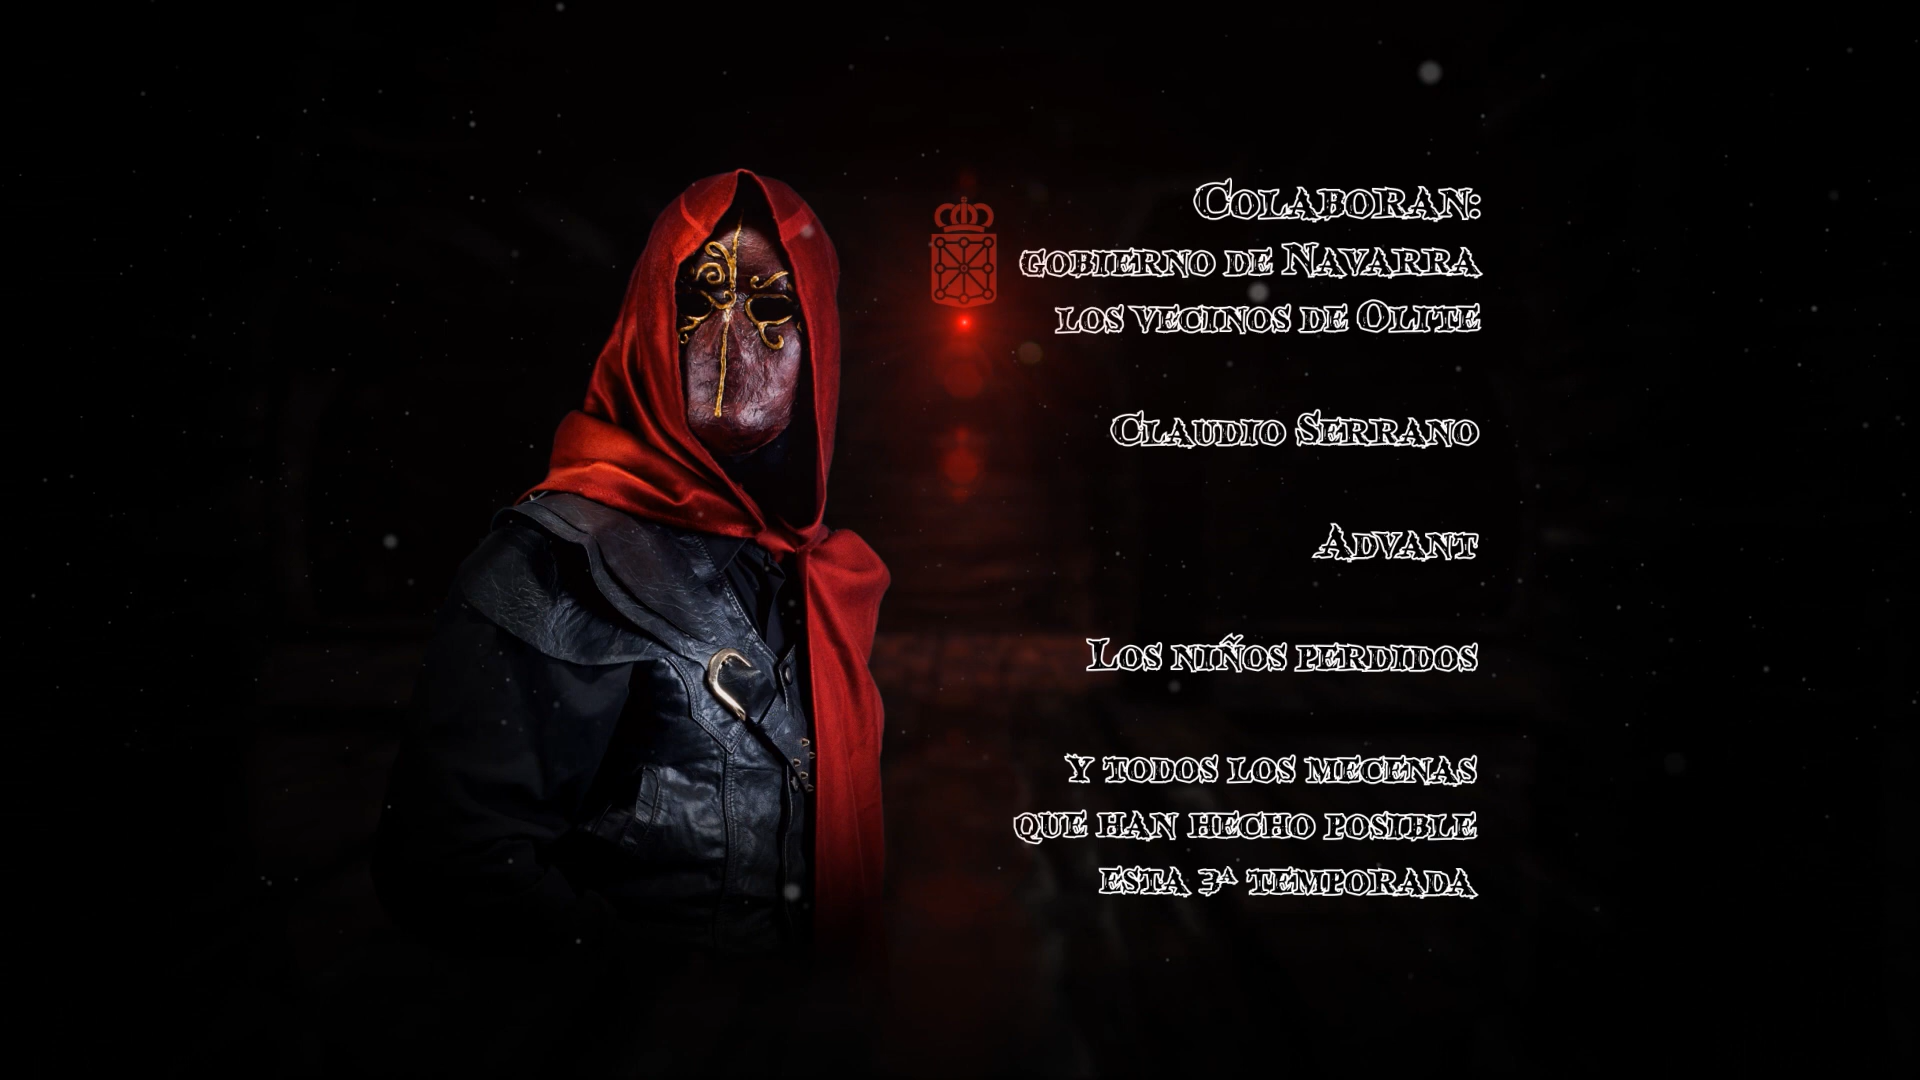 Colaboran:
gobierno de Navarra
los vecinos de Olite
Claudio Serrano
Advant
Los niños perdidos
y todos los mecenas
que han hecho posible
esta 3ª temporada